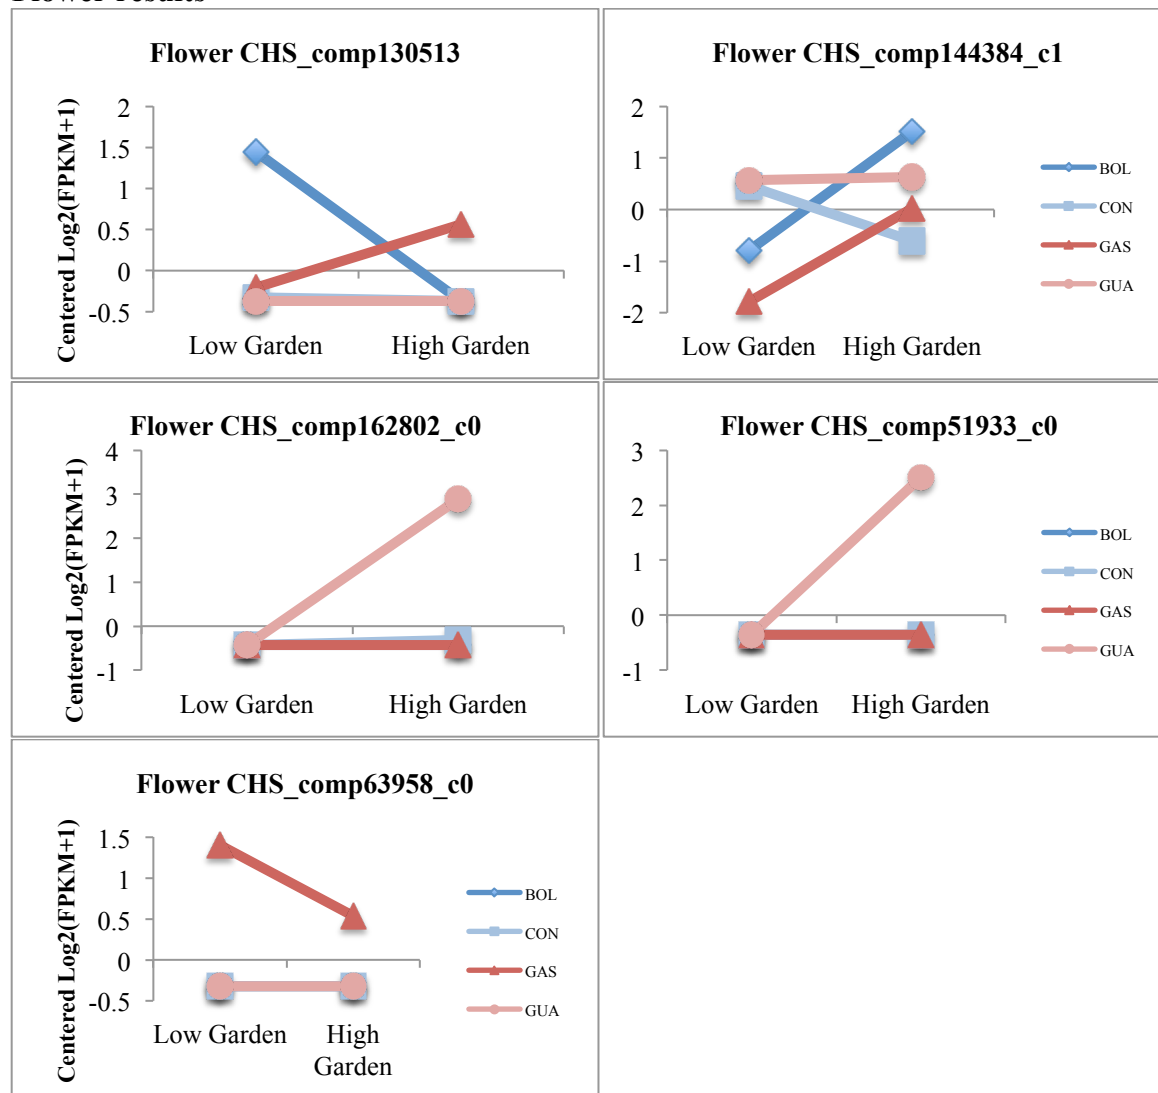 Flower results
Flower CHS_comp130513
Centered Log2(FPKM+1)
2
1.5
1
0.5
0
-0.5
Low Garden High Garden
Flower CHS_comp144384_c1
2
1
0
-1
-2
Low Garden High Garden
BOL
CON
GAS
GUA
Flower CHS_comp162802_c0
Centered Log2(FPKM+1)
4
3
2
1
0
-1
Low Garden High Garden
Flower CHS_comp51933_c0
3
2
1
0
-1
Low Garden High Garden
BOL
CON
GAS
GUA
Flower CHS_comp63958_c0
Centered Log2(FPKM+1)
1.5
1
0.5
0
-0.5
Low Garden High
Garden
BOL
CON
GAS
GUA